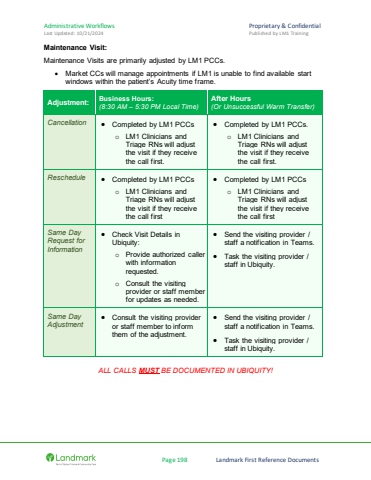 Administrative Workflows
Proprietary & Confidential
Last Updated: 10/21/2024
Published by LM1 Training
Maintenance Visit:
Maintenance Visits are primarily adjusted by LM1 PCCs.
• Market CCs will manage appointments if LM1 is unable to find available start
windows within the patient's Acuity time frame.
Adjustment:
Business Hours:
(8:30 AM – 5:30 PM Local Time)
After Hours
(Or Unsuccessful Warm Transfer)
Cancellation
• Completed by LM1 PCCs
o LM1 Clinicians and
Triage RNs will adjust
the visit if they receive
the call first.
• Completed by LM1 PCCs
o LM1 Clinicians and
Triage RNs will adjust
the visit if they receive
the call first.
Reschedule
• Completed by LM1 PCCs
o LM1 Clinicians and
Triage RNs will adjust
the visit if they receive
the call first
• Completed by LM1 PCCs
o LM1 Clinicians and
Triage RNs will adjust
the visit if they receive
the call first
Same Day
Request for
Information
• Check Visit Details in
Ubiquity:
o Provide authorized caller
with information
requested.
o Consult the visiting
provider or staff member
for updates as needed.
• Send the visiting provider /
staff a notification in Teams.
• Task the visiting provider /
staff in Ubiquity.
Same Day
Adjustment
• Consult the visiting provider
or staff member to inform
them of the adjustment.
• Send the visiting provider /
staff a notification in Teams.
• Task the visiting provider /
staff in Ubiquity.
ALL CALLS MUST BE DOCUMENTED IN UBIQUITY!
Landmark
Page 198
Landmark First Reference Documents